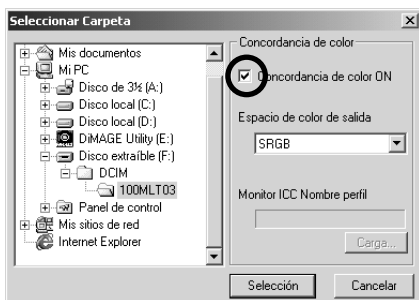 Seleccionar Carpeta
Mis documentos
Mi PC
Disco de 3½ (A:)
Disco local (C:)
Disco local (D:)
DiMAGE Utility (E:)
Disco extraíble (F:)
DCIM
100MLT03
Panel de control
Mis sitios de red
Internet Explorer
Concordancia de color
Concordancia de color ON
Espacio de color de salida
SRGB
Monitor ICC Nombre perfil
Carga...
Selección
Cancelar